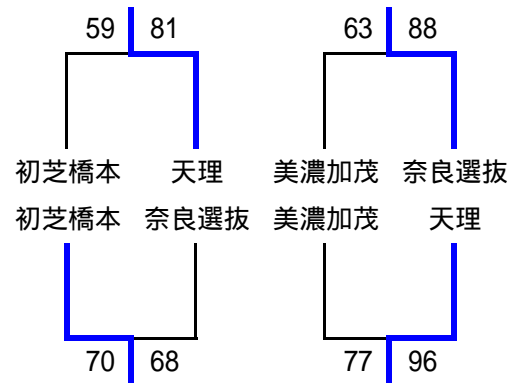 59 81 63 88
初芝橋本 天理 美濃加茂 奈良選抜
初芝橋本 奈良選抜 美濃加茂 天理
70 68 77 96